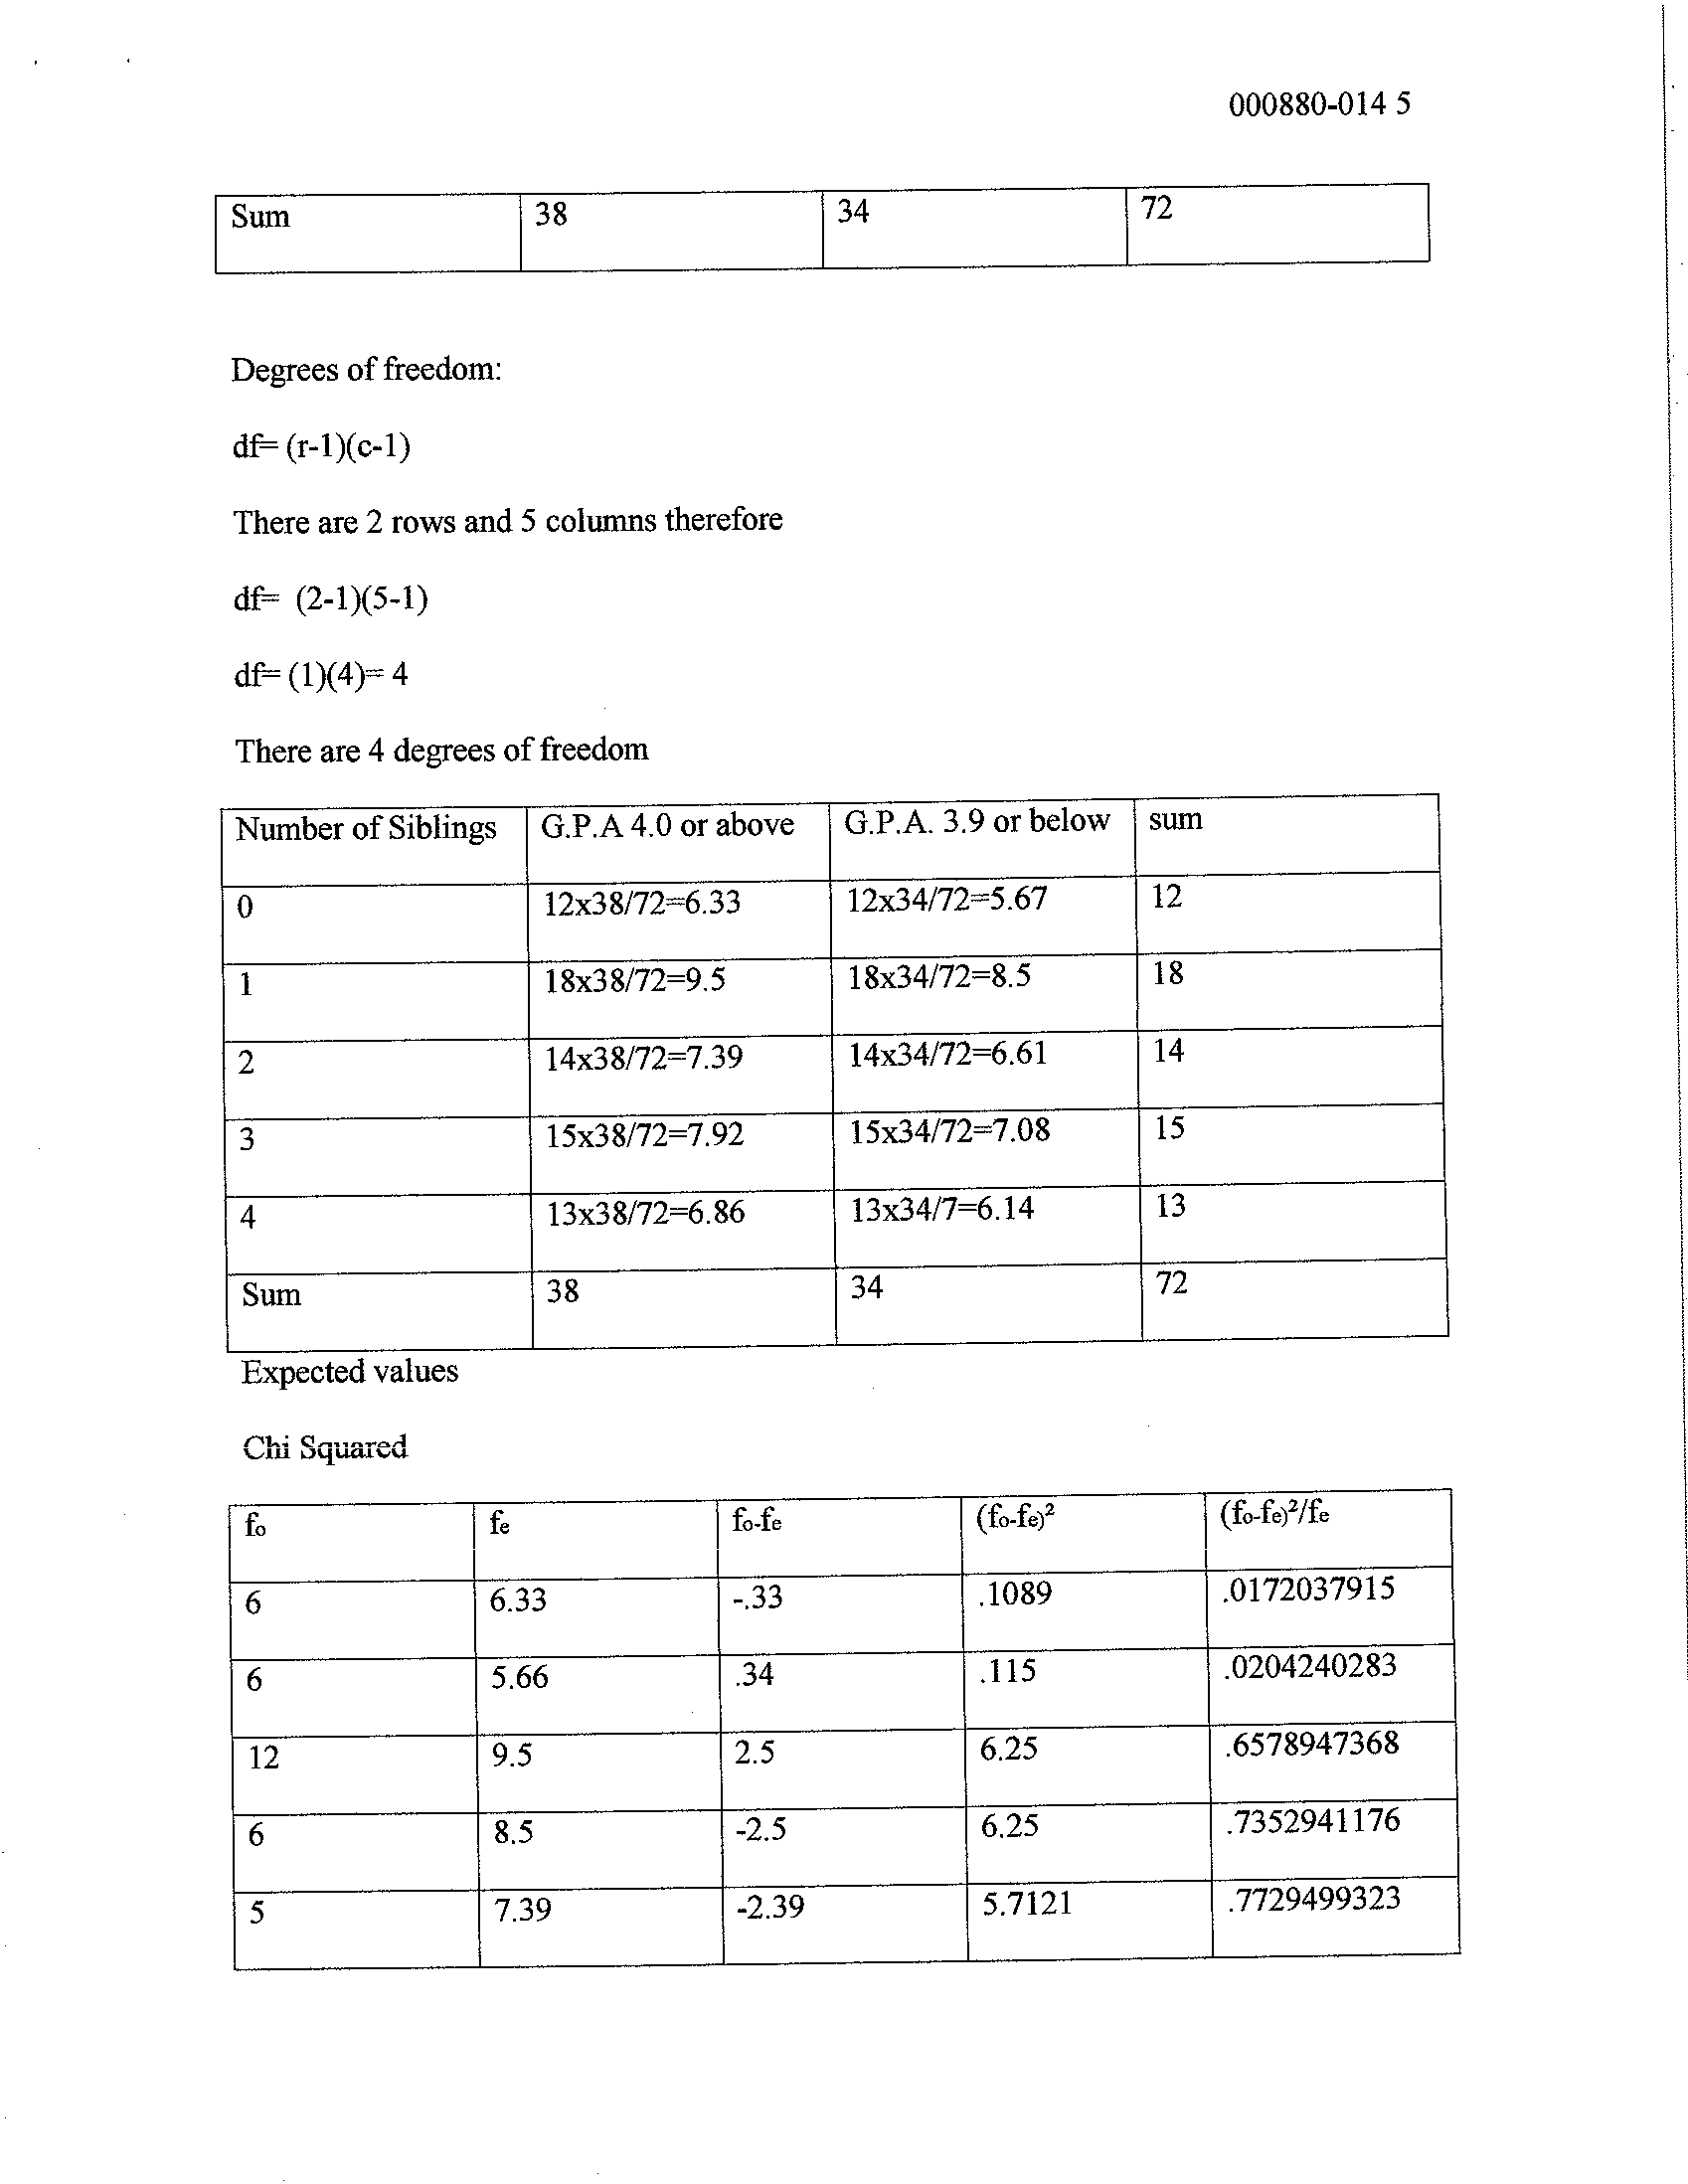 000880-014 5
Sum 38 34 72
Degrees of freedom:
df= (r-1)(c-1)
There are 2 rows and 5 columns therefore
df= (2-1)(5-1)
df= (1)(4)= 4
There are 4 degrees of freedom
Number of Siblings G.P.A 4.0 or above G.P.A. 3.9 or below sum
0 12x38/72=6.33 12x34/72=5.67 12
1 18x38/72=9.5 18x34/72=8.5 18
2 14x38/72=7.39 14x34/72=6.61 14
3 15x38/72=7.92 15x34/72=7.08 15
4 13x38/72=6.86 13x34/7=6.14 13
Sum 38 34 72
Expected values
Chi Squared
fo fe fo-fe (fo-fe)² (fo-fe)²/fe
6 6.33 -.33 .1089 .0172037915
6 5.66 .34 .115 .0204240283
12 9.5 2.5 6.25 .6578947368
6 8.5 -2.5 6.25 .7352941176
5 7.39 -2.39 5.7121 .7729499323